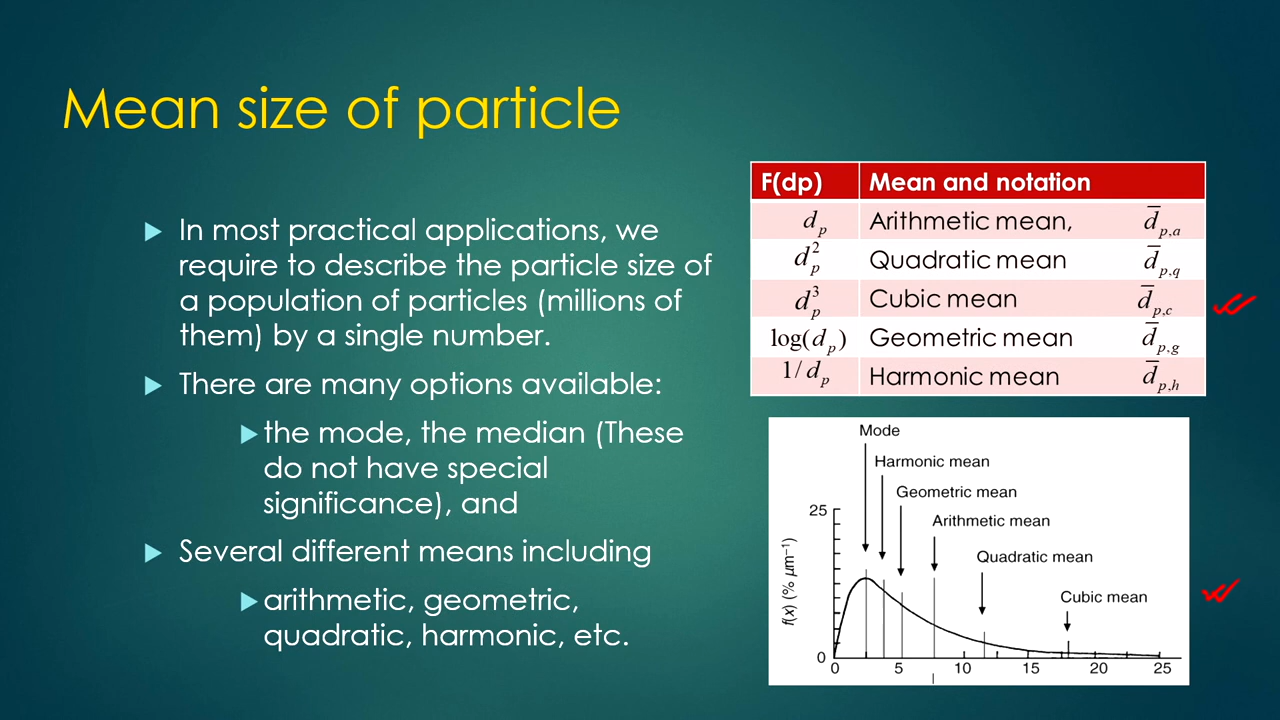 Mean size of particle
In most practical applications, we
require to describe the particle size of
a population of particles (millions of
them) by a single number.
There are many options available:
the mode, the median (These
do not have special
significance), and
Several different means including
arithmetic, geometric,
quadratic, harmonic, etc.
F(dp) Mean and notation
d_p Arithmetic mean, d̅_p,a
d_p^2 Quadratic mean d̅_p,q
d_p^3 Cubic mean d̅_p,c
log(d_p) Geometric mean d̅_p,g
1/d_p Harmonic mean d̅_p,h
Mode
Harmonic mean
Geometric mean
Arithmetic mean
Quadratic mean
Cubic mean
25
f(x) (% μm⁻¹)
0
0 5 10 15 20 25